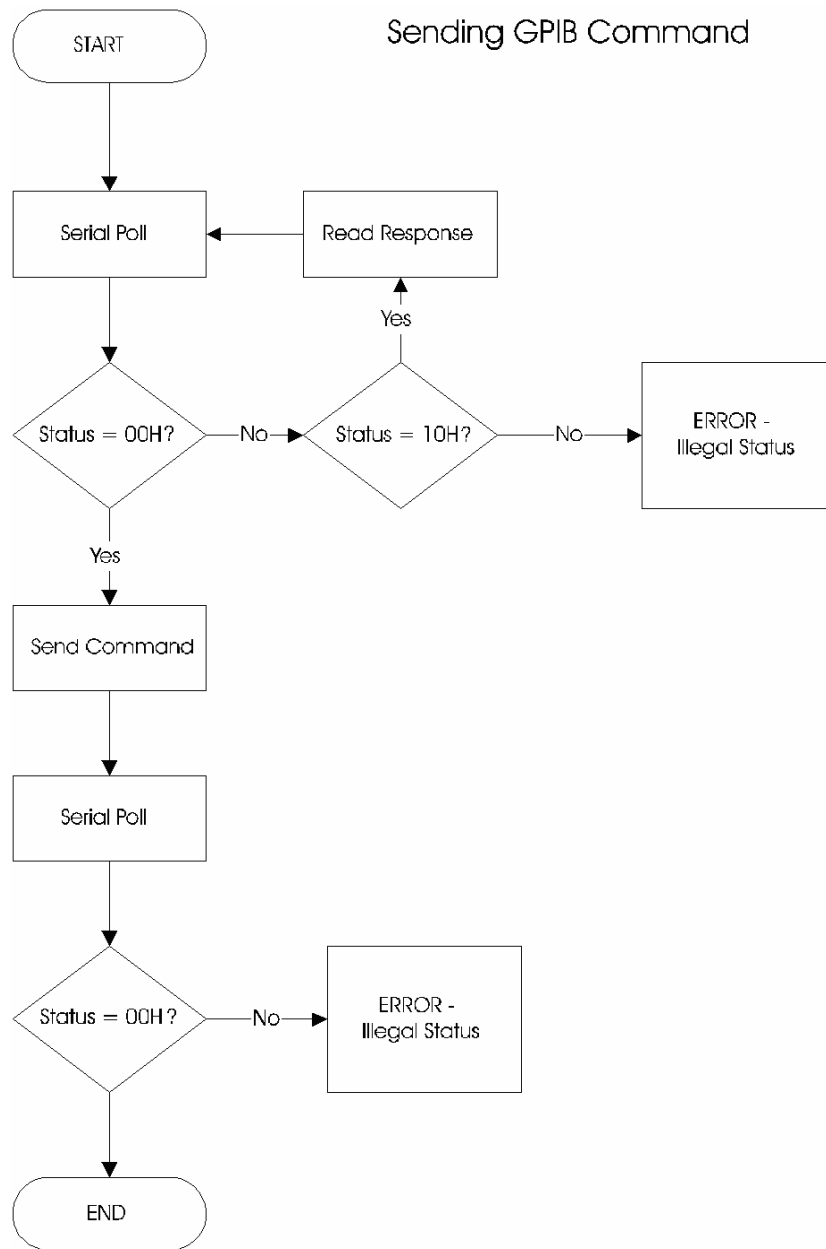 START
Sending GPIB Command
Serial Poll
Read Response
Yes
Status = 00H?
No
Status = 10H?
No
ERROR -
Illegal Status
Yes
Send Command
Serial Poll
Status = 00H?
No
ERROR -
Illegal Status
END